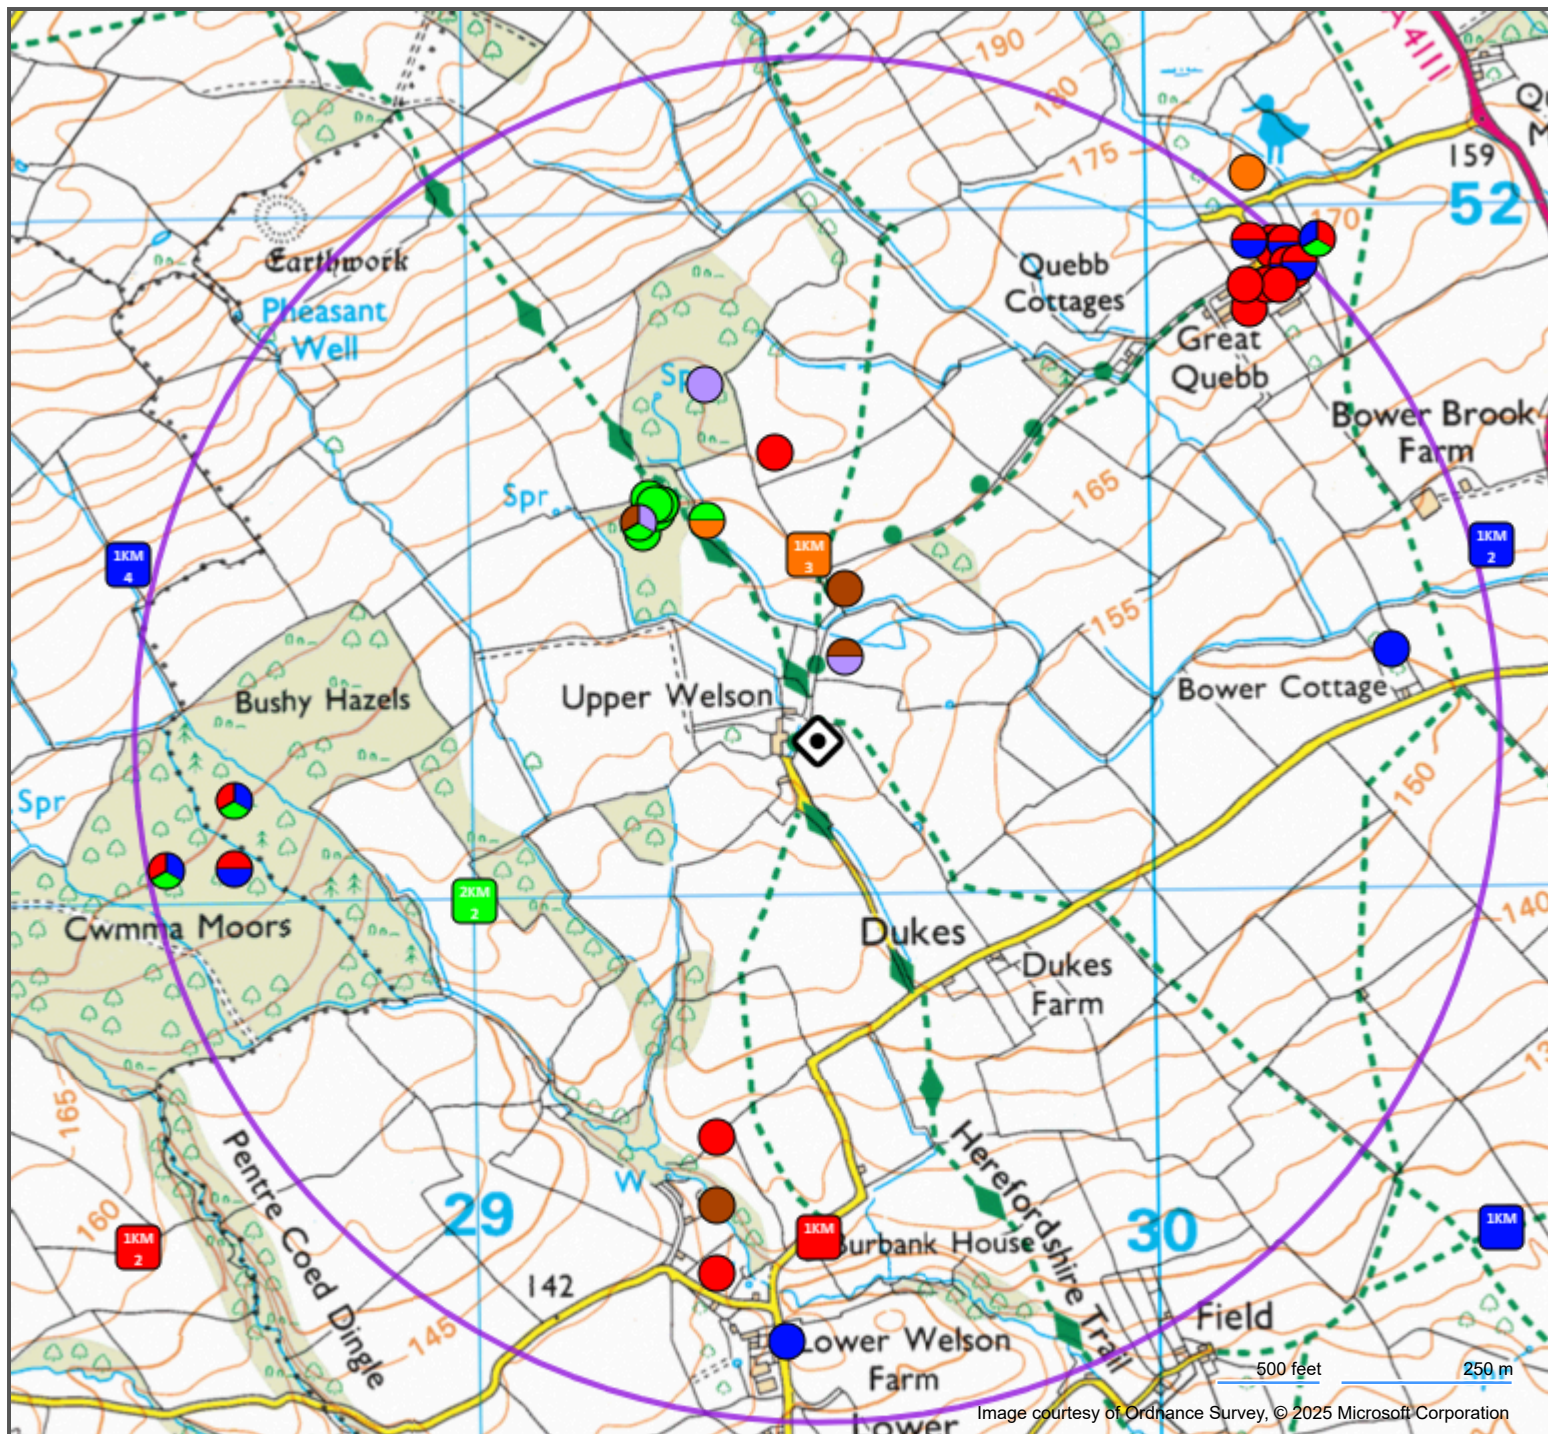 190
A4111
180
175
159
52
170
Earthwork
Quebb
Cottages
Pheasant
Well
Great
Quebb
Bower Brook
Farm
165
Spr
1KM
4
1KM
3
1KM
2
155
Bushy Hazels
Upper Welson
Bower Cottage
150
Spr
2KM
2
140
Cwmma Moors
Dukes
Dukes
Farm
165
Pentre Coed Dingle
Herefordshire Trail
W
160
29
30
1KM
2
1KM
Burbank House
1KM
142
145
Field
Lower Welson
Farm
500 feet
250 m
Lower
Image courtesy of Ordnance Survey, © 2025 Microsoft Corporation